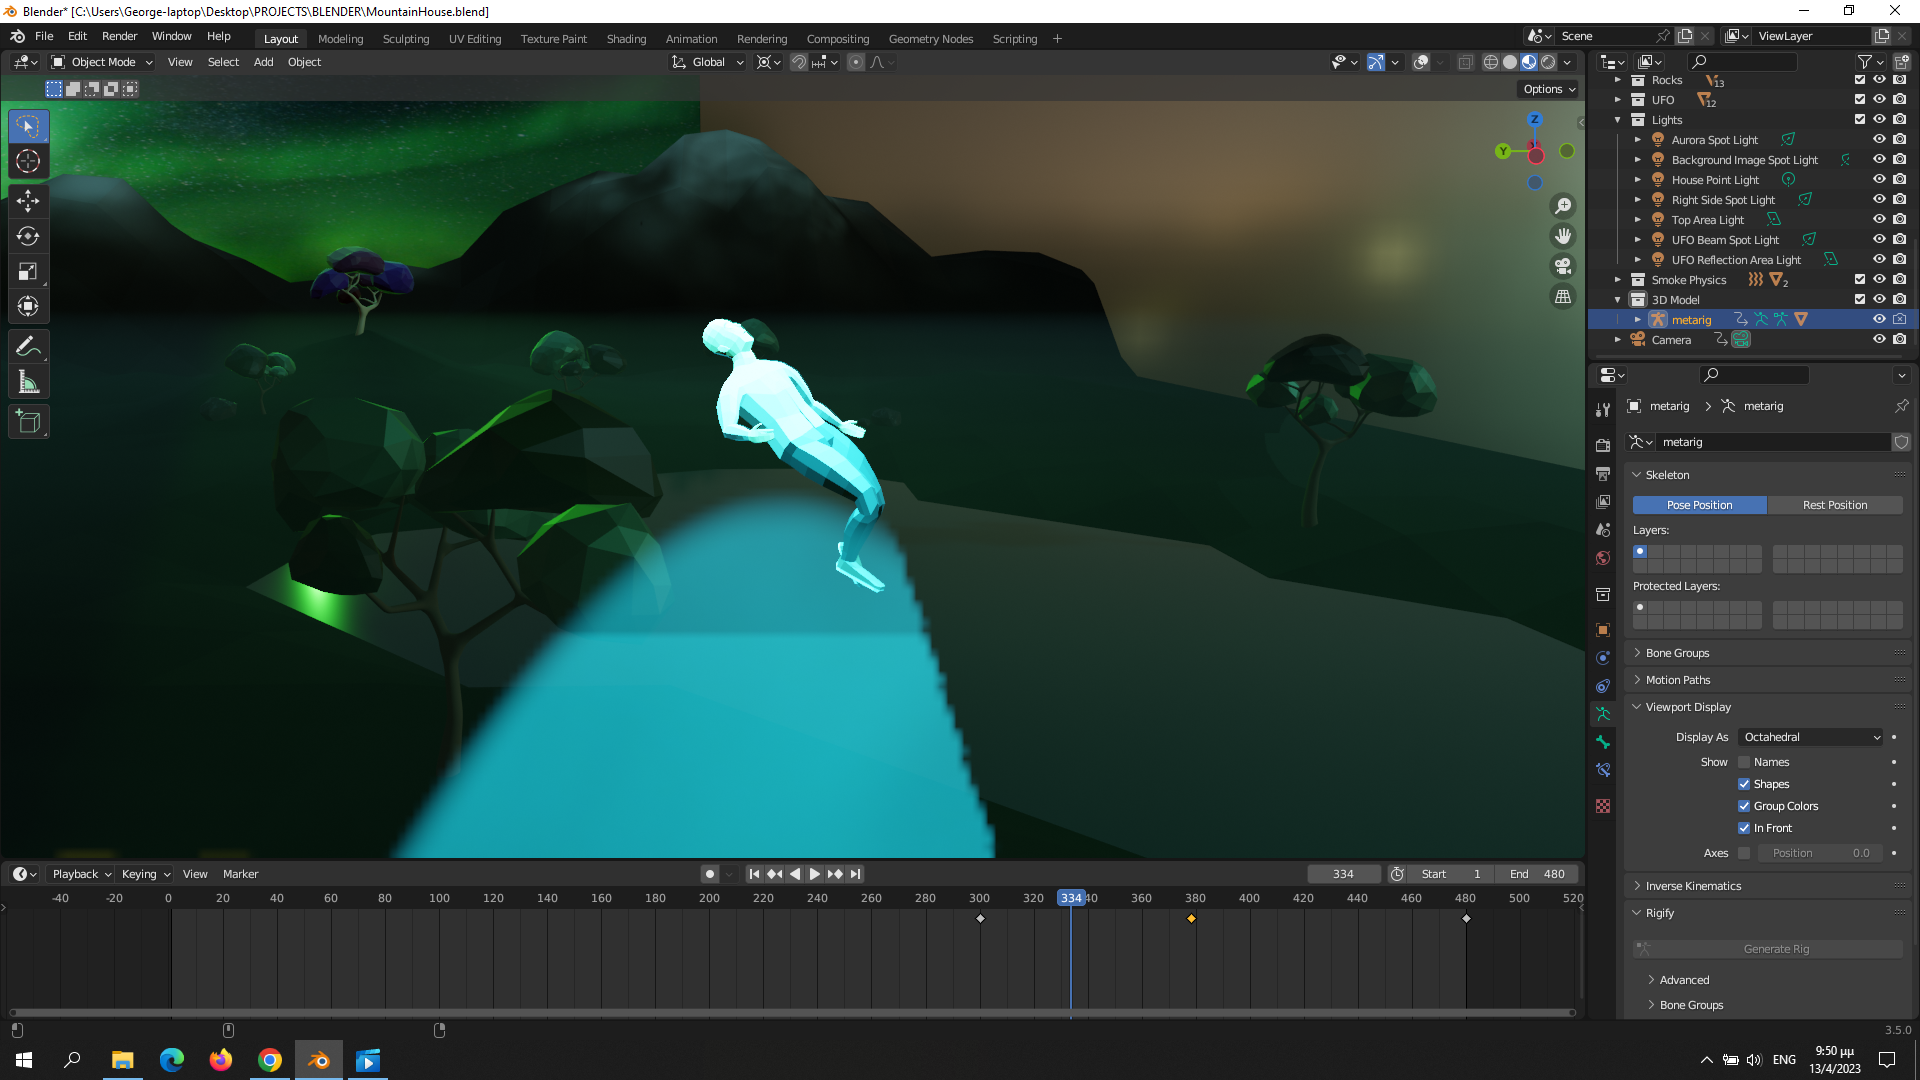 Blender* [C:\Users\George-laptop\Desktop\PROJECTS\BLENDER\MountainHouse.blend]
File Edit Render Window Help Layout Modeling Sculpting UV Editing Texture Paint Shading Animation Rendering Compositing Geometry Nodes Scripting + Scene ViewLayer
Object Mode View Select Add Object Global
Options
Z
Y
Rocks 13
UFO 12
Lights
Aurora Spot Light
Background Image Spot Light
House Point Light
Right Side Spot Light
Top Area Light
UFO Beam Spot Light
UFO Reflection Area Light
Smoke Physics 2
3D Model
metarig
Camera
metarig > metarig
metarig
Skeleton
Pose Position Rest Position
Layers:
Protected Layers:
Bone Groups
Motion Paths
Viewport Display
Display As Octahedral
Show Names
Shapes
Group Colors
In Front
Axes Position 0.0
Inverse Kinematics
Rigify
Generate Rig
Advanced
Bone Groups
Playback Keying View Marker 334 Start 1 End 480
-40 -20 0 20 40 60 80 100 120 140 160 180 200 220 240 260 280 300 320 334 40 360 380 400 420 440 460 480 500 520
3.5.0
ENG
9:50 μμ
13/4/2023